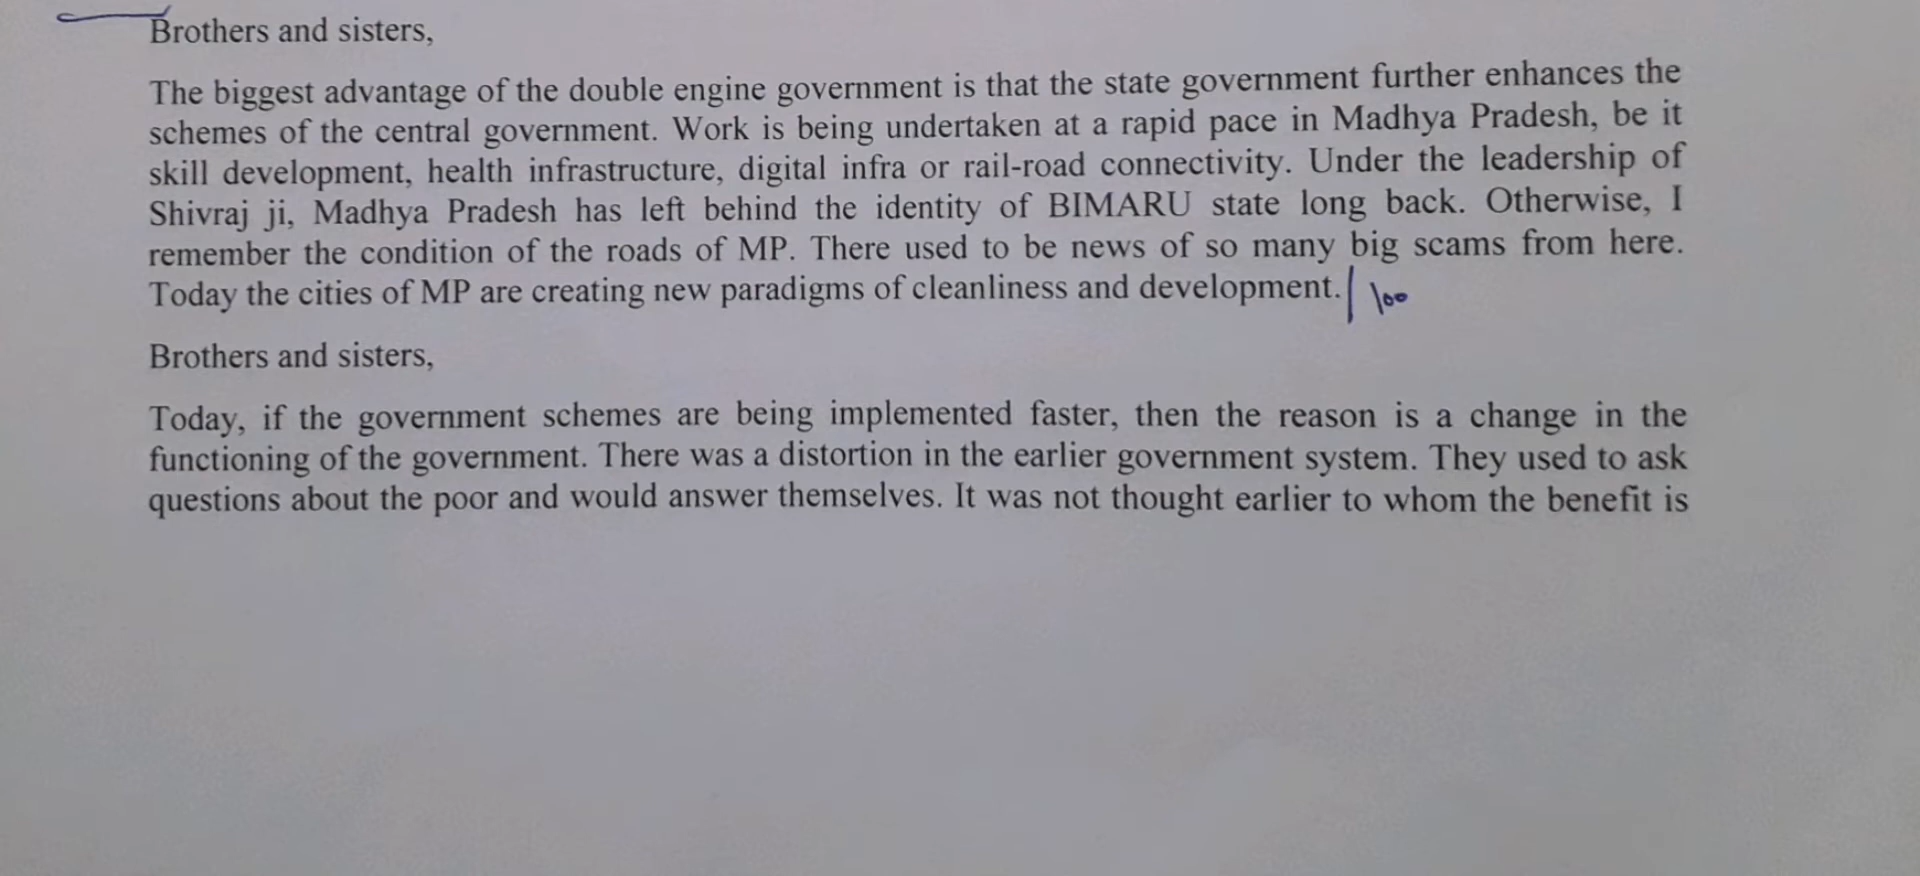 Brothers and sisters,
The biggest advantage of the double engine government is that the state government further enhances the
schemes of the central government. Work is being undertaken at a rapid pace in Madhya Pradesh, be it
skill development, health infrastructure, digital infra or rail-road connectivity. Under the leadership of
Shivraj ji, Madhya Pradesh has left behind the identity of BIMARU state long back. Otherwise, I
remember the condition of the roads of MP. There used to be news of so many big scams from here.
Today the cities of MP are creating new paradigms of cleanliness and development. 100
Brothers and sisters,
Today, if the government schemes are being implemented faster, then the reason is a change in the
functioning of the government. There was a distortion in the earlier government system. They used to ask
questions about the poor and would answer themselves. It was not thought earlier to whom the benefit is